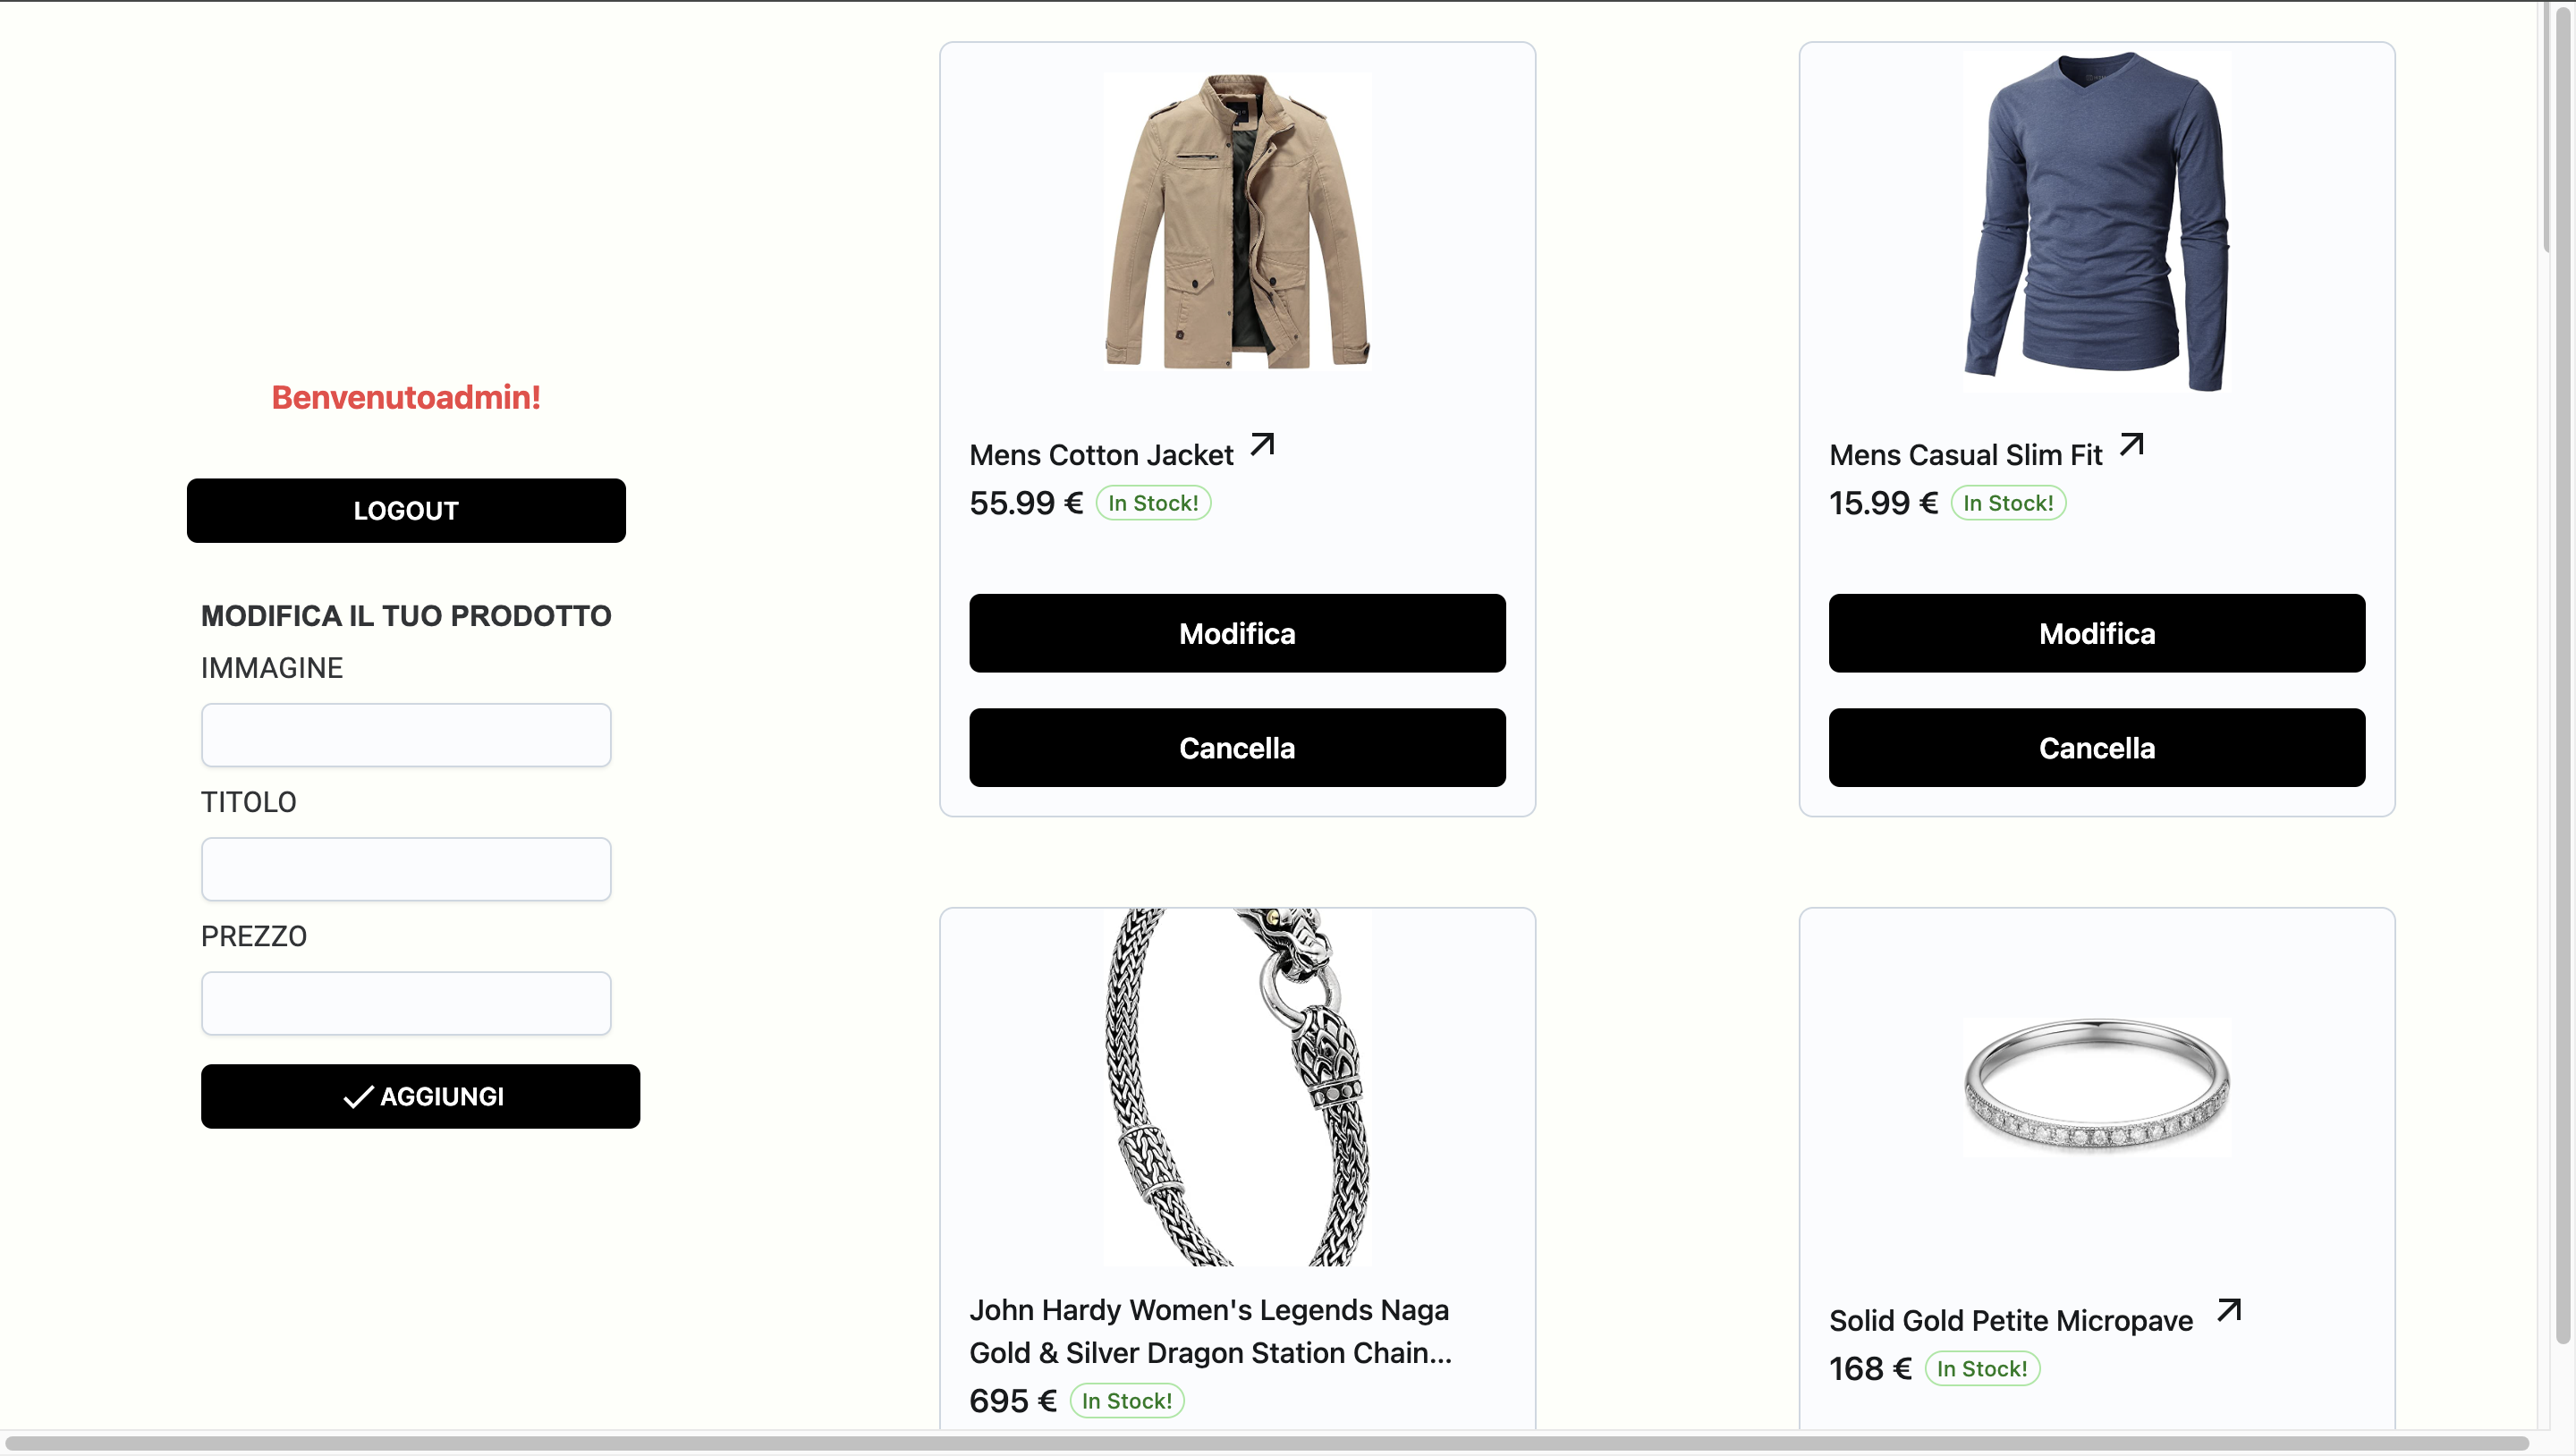 Benvenutoadmin!
LOGOUT
MODIFICA IL TUO PRODOTTO
IMMAGINE
TITOLO
PREZZO
AGGIUNGI
Mens Cotton Jacket
55.99 € In Stock!
Modifica
Cancella
Mens Casual Slim Fit
15.99 € In Stock!
Modifica
Cancella
John Hardy Women's Legends Naga
Gold & Silver Dragon Station Chain...
695 € In Stock!
Solid Gold Petite Micropave
168 € In Stock!